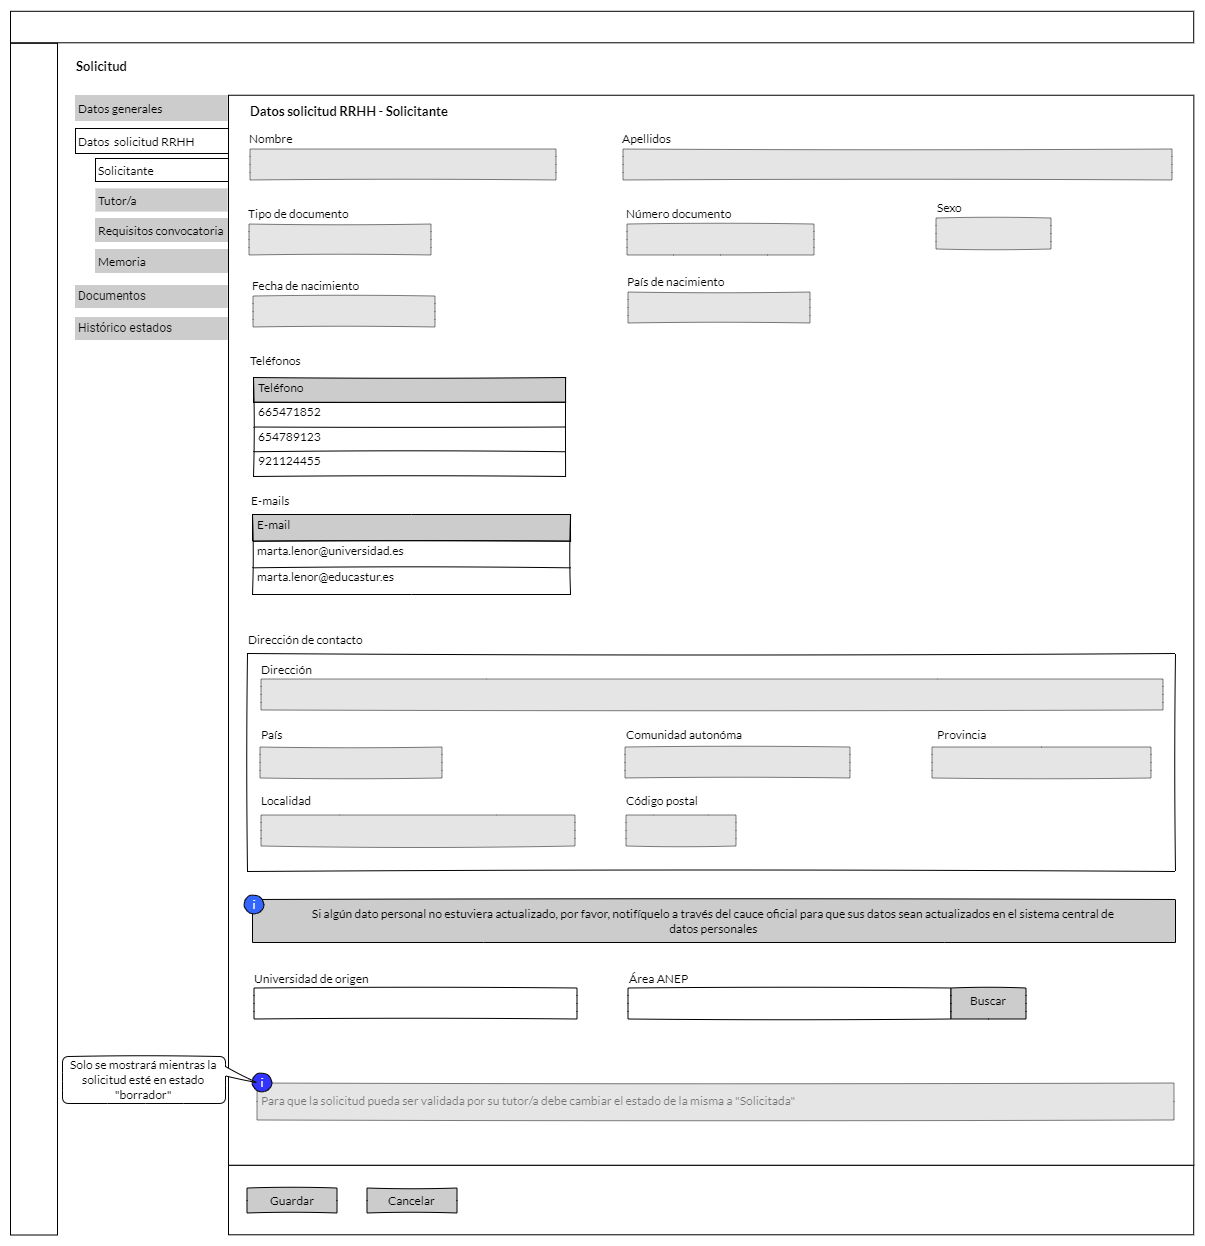 Solicitud
Datos generales
Datos solicitud RRHH
Solicitante
Tutor/a
Requisitos convocatoria
Memoria
Documentos
Histórico estados
Datos solicitud RRHH - Solicitante
Nombre
Apellidos
Tipo de documento
Número documento
Sexo
Fecha de nacimiento
País de nacimiento
Teléfonos
Teléfono
665471852
654789123
921124455
E-mails
E-mail
marta.lenor@universidad.es
marta.lenor@educastur.es
Dirección de contacto
Dirección
País
Comunidad autonóma
Provincia
Localidad
Código postal
i
Si algún dato personal no estuviera actualizado, por favor, notifíquelo a través del cauce oficial para que sus datos sean actualizados en el sistema central de
datos personales
Universidad de origen
Área ANEP
Buscar
Solo se mostrará mientras la
solicitud esté en estado
"borrador"
i
Para que la solicitud pueda ser validada por su tutor/a debe cambiar el estado de la misma a "Solicitada"
Guardar
Cancelar